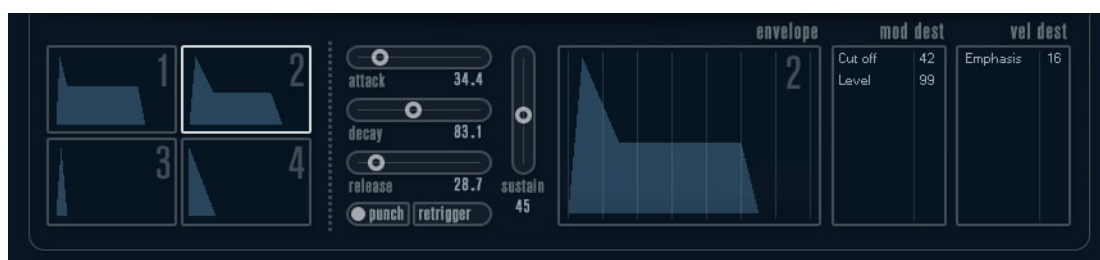 envelope mod dest vel dest
1 2
3 4
attack 34.4
decay 83.1
release 28.7
punch retrigger
sustain
45
2
Cut off 42
Level 99
Emphasis 16